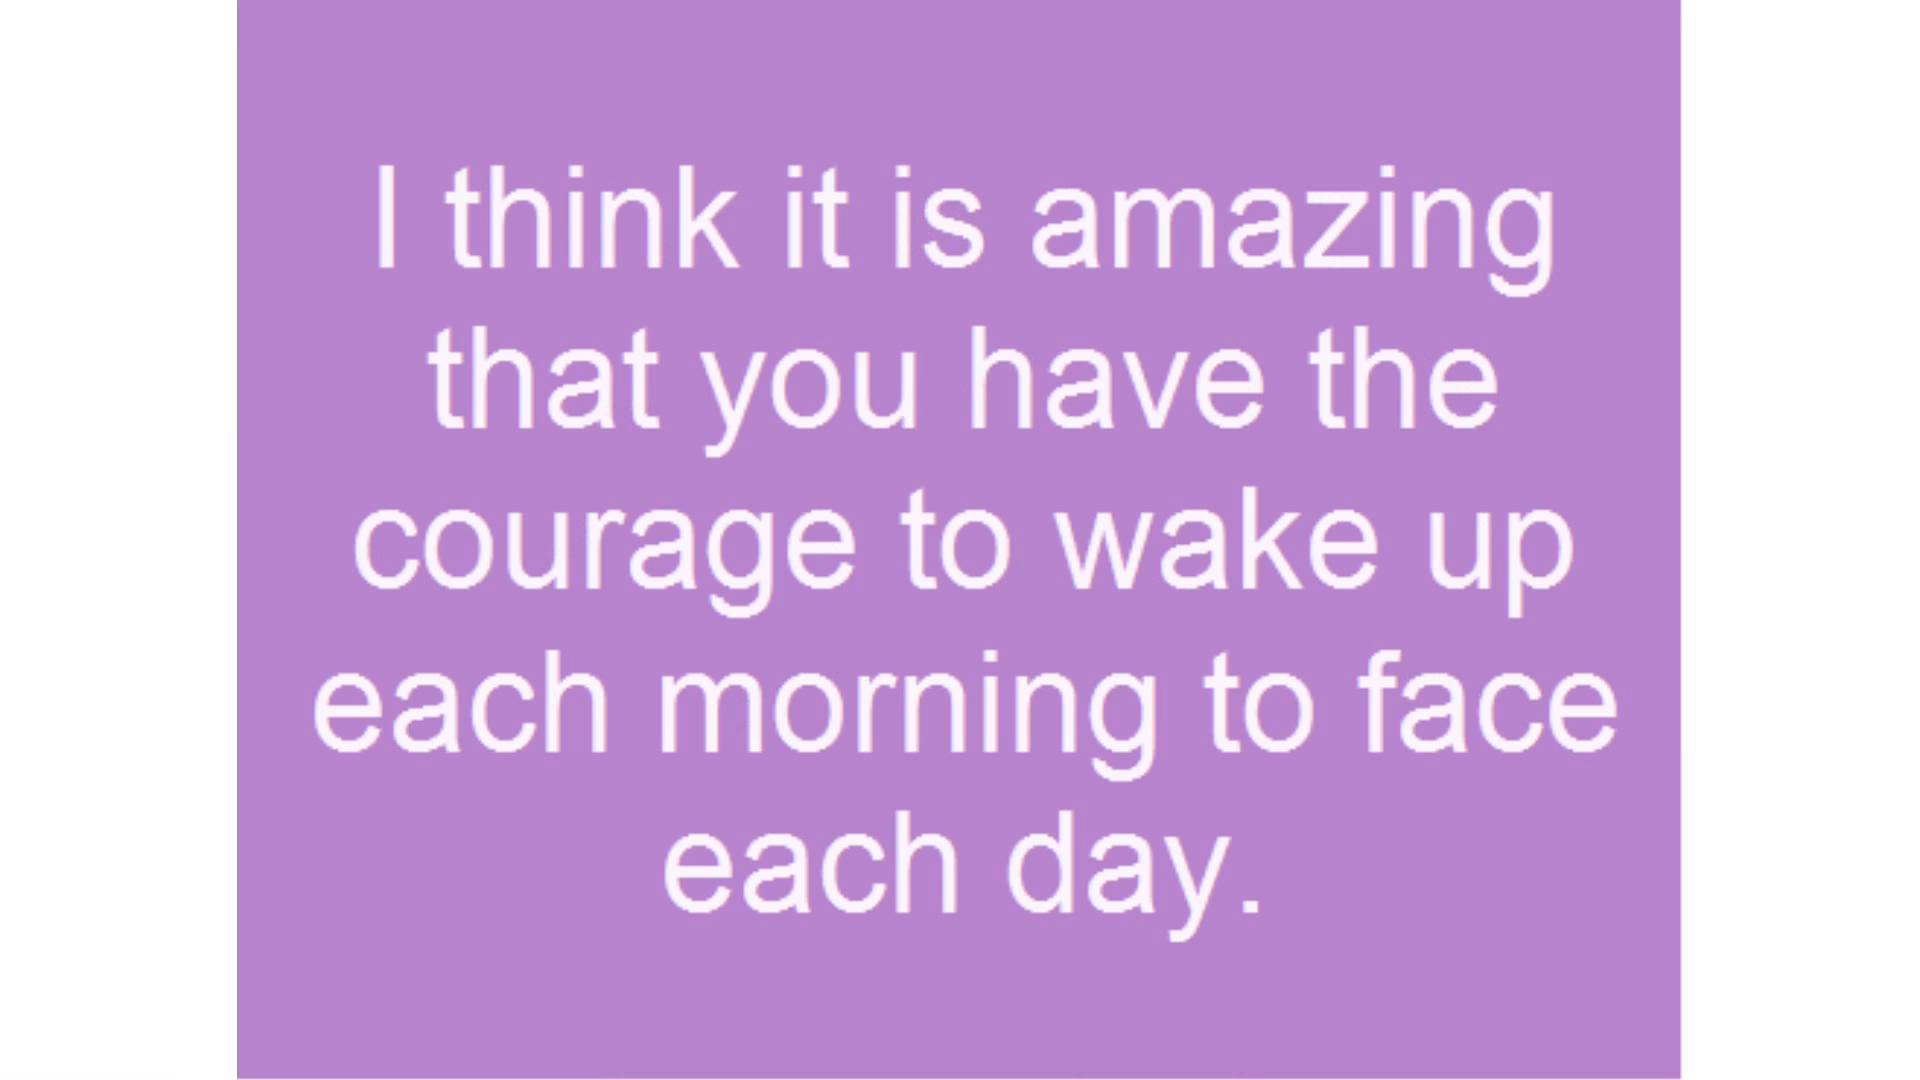 I think it is amazing
that you have the
courage to wake up
each morning to face
each day.